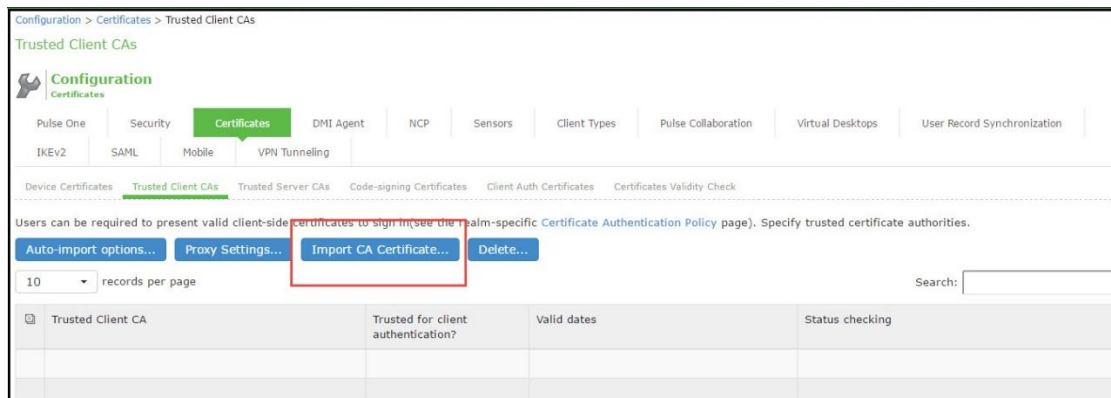 Configuration > Certificates > Trusted Client CAs
Trusted Client CAs
Configuration
Certificates
Pulse One Security Certificates DMI Agent NCP Sensors Client Types Pulse Collaboration Virtual Desktops User Record Synchronization
IKEv2 SAML Mobile VPN Tunneling
Device Certificates Trusted Client CAs Trusted Server CAs Code-signing Certificates Client Auth Certificates Certificates Validity Check
Users can be required to present valid client-side certificates to sign in(see the realm-specific Certificate Authentication Policy page). Specify trusted certificate authorities.
Auto-import options... Proxy Settings... Import CA Certificate... Delete...
10 records per page Search:
Trusted Client CA Trusted for client Valid dates Status checking
authentication?